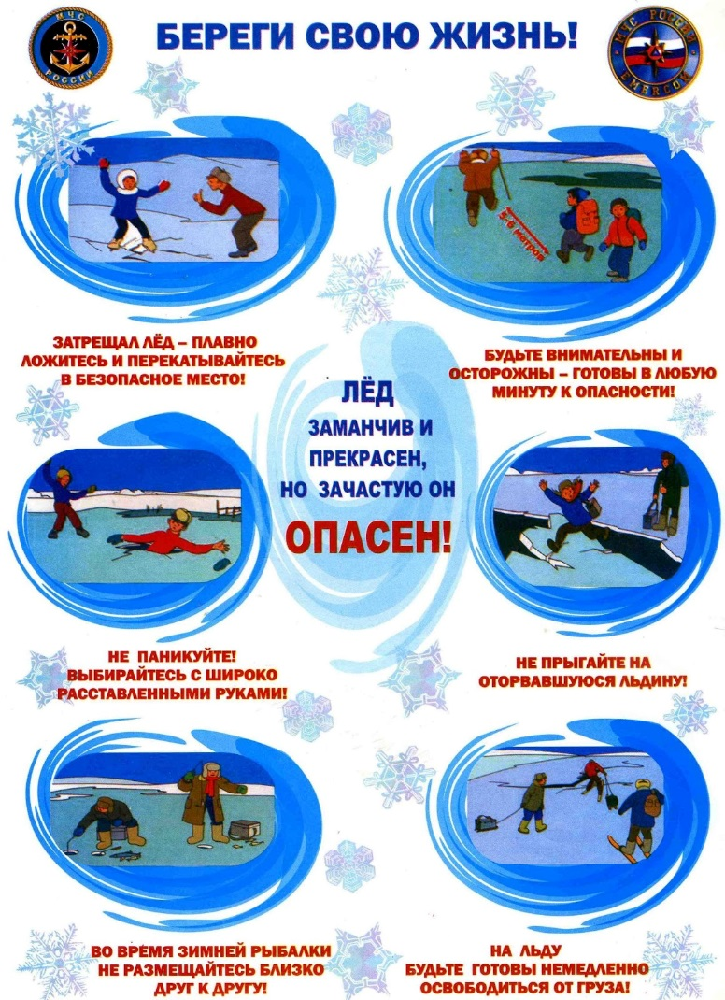 МЧС
РОССИИ
БЕРЕГИ СВОЮ ЖИЗНЬ!
МЧС РОССИИ
EMERCOM
5-6 метров
ЗАТРЕЩАЛ ЛЁД – ПЛАВНО
ЛОЖИТЕСЬ И ПЕРЕКАТЫВАЙТЕСЬ
В БЕЗОПАСНОЕ МЕСТО!
БУДЬТЕ ВНИМАТЕЛЬНЫ И
ОСТОРОЖНЫ – ГОТОВЫ В ЛЮБУЮ
МИНУТУ К ОПАСНОСТИ!
ЛЁД
ЗАМАНЧИВ И
ПРЕКРАСЕН,
НО ЗАЧАСТУЮ ОН
ОПАСЕН!
НЕ ПАНИКУЙТЕ!
ВЫБИРАЙТЕСЬ С ШИРОКО
РАССТАВЛЕННЫМИ РУКАМИ!
НЕ ПРЫГАЙТЕ НА
ОТОРВАВШУЮСЯ ЛЬДИНУ!
ВО ВРЕМЯ ЗИМНЕЙ РЫБАЛКИ
НЕ РАЗМЕЩАЙТЕСЬ БЛИЗКО
ДРУГ К ДРУГУ!
НА ЛЬДУ
БУДЬТЕ ГОТОВЫ НЕМЕДЛЕННО
ОСВОБОДИТЬСЯ ОТ ГРУЗА!